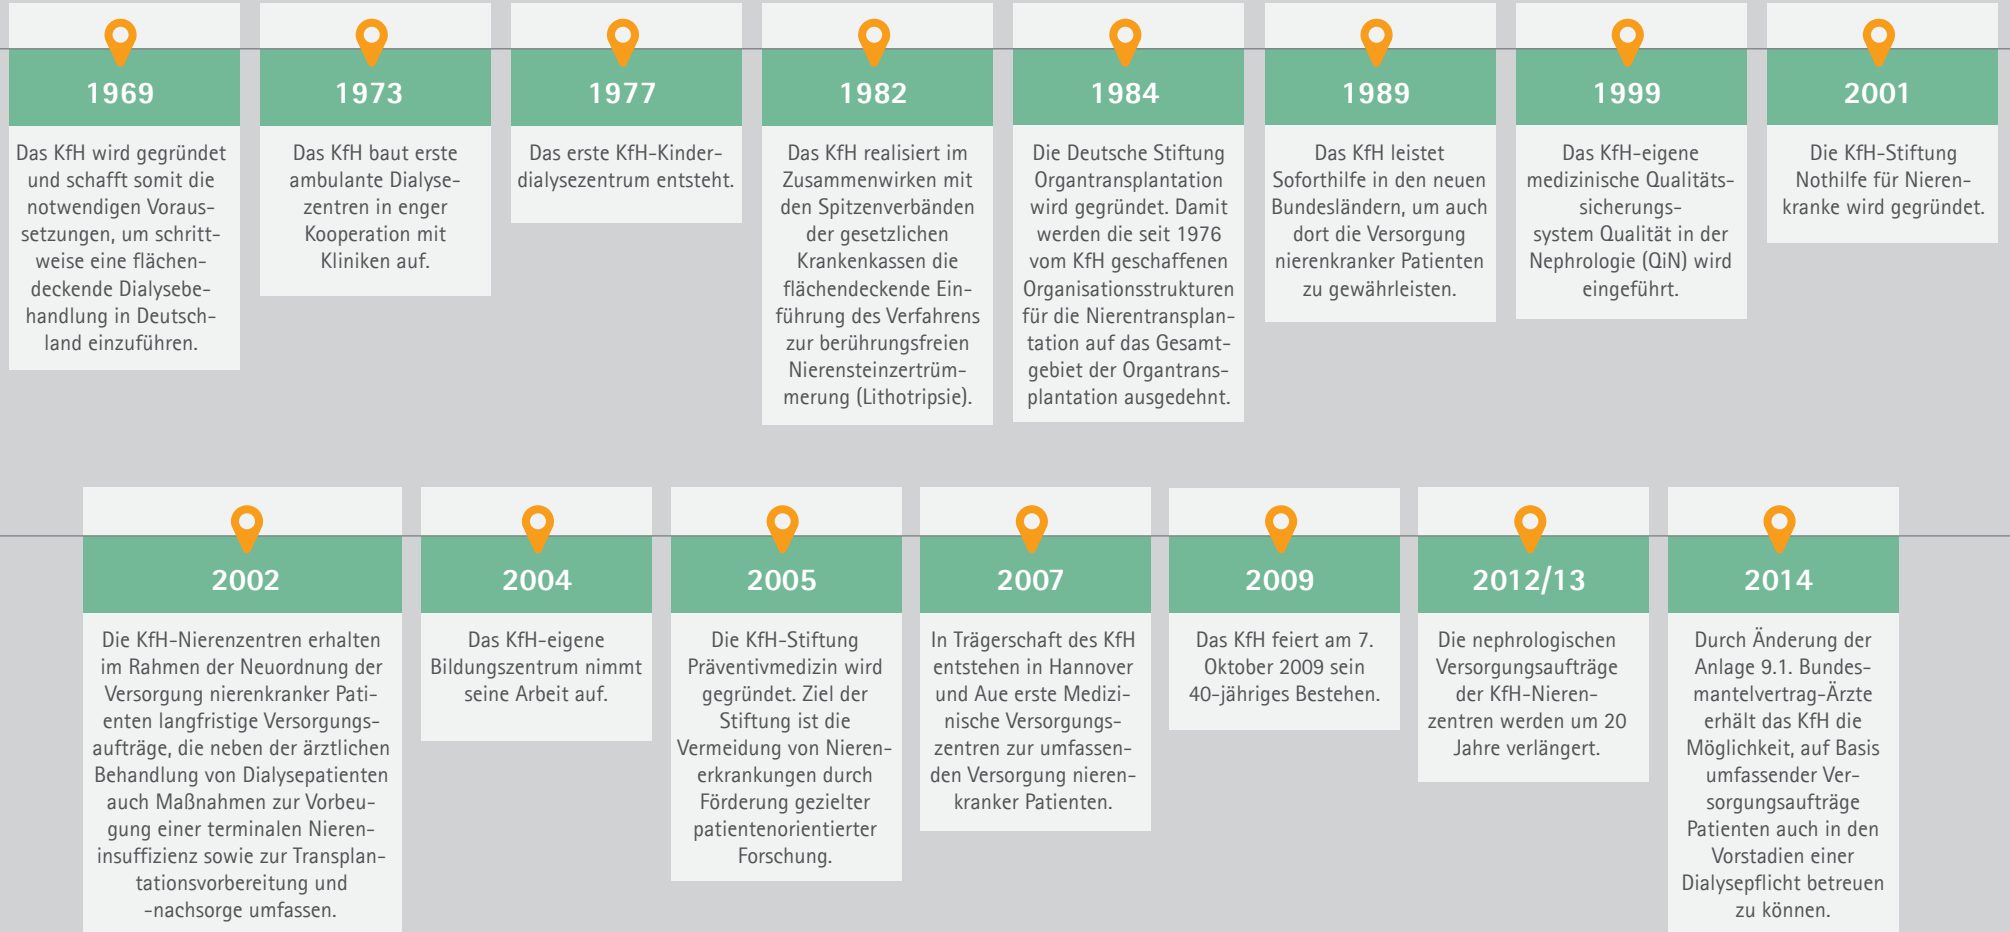 1969
Das KfH wird gegründet
und schafft somit die
notwendigen Voraus-
setzungen, um schritt-
weise eine flächen-
deckende Dialysebe-
handlung in Deutsch-
land einzuführen.
1973
Das KfH baut erste
ambulante Dialyse-
zentren in enger
Kooperation mit
Kliniken auf.
1977
Das erste KfH-Kinder-
dialysezentrum entsteht.
1982
Das KfH realisiert im
Zusammenwirken mit
den Spitzenverbänden
der gesetzlichen
Krankenkassen die
flächendeckende Ein-
führung des Verfahrens
zur berührungsfreien
Nierensteinzertrüm-
merung (Lithotripsie).
1984
Die Deutsche Stiftung
Organtransplantation
wird gegründet. Damit
werden die seit 1976
vom KfH geschaffenen
Organisationsstrukturen
für die Nierentransplan-
tation auf das Gesamt-
gebiet der Organtrans-
plantation ausgedehnt.
1989
Das KfH leistet
Soforthilfe in den neuen
Bundesländern, um auch
dort die Versorgung
nierenkranker Patienten
zu gewährleisten.
1999
Das KfH-eigene
medizinische Qualitäts-
sicherungs-
system Qualität in der
Nephrologie (QiN) wird
eingeführt.
2001
Die KfH-Stiftung
Nothilfe für Nieren-
kranke wird gegründet.
2002
Die KfH-Nierenzentren erhalten
im Rahmen der Neuordnung der
Versorgung nierenkranker Pati-
enten langfristige Versorgungs-
aufträge, die neben der ärztlichen
Behandlung von Dialysepatienten
auch Maßnahmen zur Vorbeu-
gung einer terminalen Nieren-
insuffizienz sowie zur Transplan-
tationsvorbereitung und
-nachsorge umfassen.
2004
Das KfH-eigene
Bildungszentrum nimmt
seine Arbeit auf.
2005
Die KfH-Stiftung
Präventivmedizin wird
gegründet. Ziel der
Stiftung ist die
Vermeidung von Nieren-
erkrankungen durch
Förderung gezielter
patientenorientierter
Forschung.
2007
In Trägerschaft des KfH
entstehen in Hannover
und Aue erste Medizi-
nische Versorgungs-
zentren zur umfassen-
den Versorgung nieren-
kranker Patienten.
2009
Das KfH feiert am 7.
Oktober 2009 sein
40-jähriges Bestehen.
2012/13
Die nephrologischen
Versorgungsaufträge
der KfH-Nieren-
zentren werden um 20
Jahre verlängert.
2014
Durch Änderung der
Anlage 9.1. Bundes-
mantelvertrag-Ärzte
erhält das KfH die
Möglichkeit, auf Basis
umfassender Ver-
sorgungsaufträge
Patienten auch in den
Vorstadien einer
Dialysepflicht betreuen
zu können.